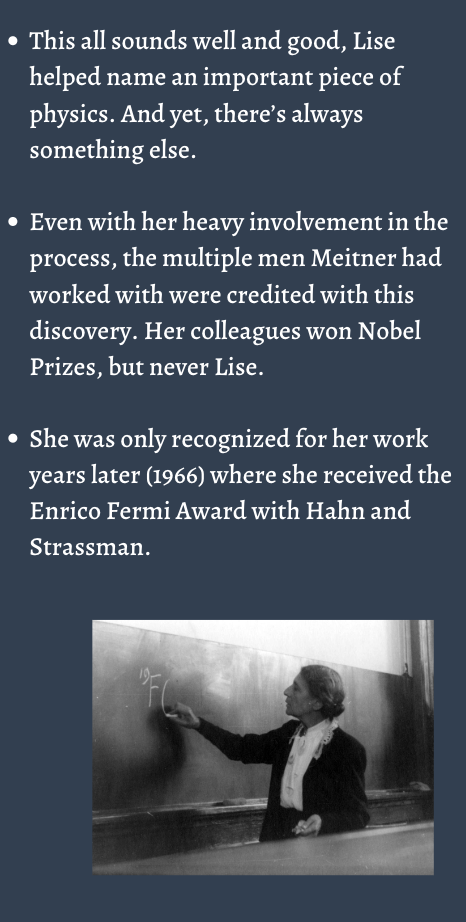 • This all sounds well and good, Lise
helped name an important piece of
physics. And yet, there's always
something else.
• Even with her heavy involvement in the
process, the multiple men Meitner had
worked with were credited with this
discovery. Her colleagues won Nobel
Prizes, but never Lise.
• She was only recognized for her work
years later (1966) where she received the
Enrico Fermi Award with Hahn and
Strassman.
¹⁹F(